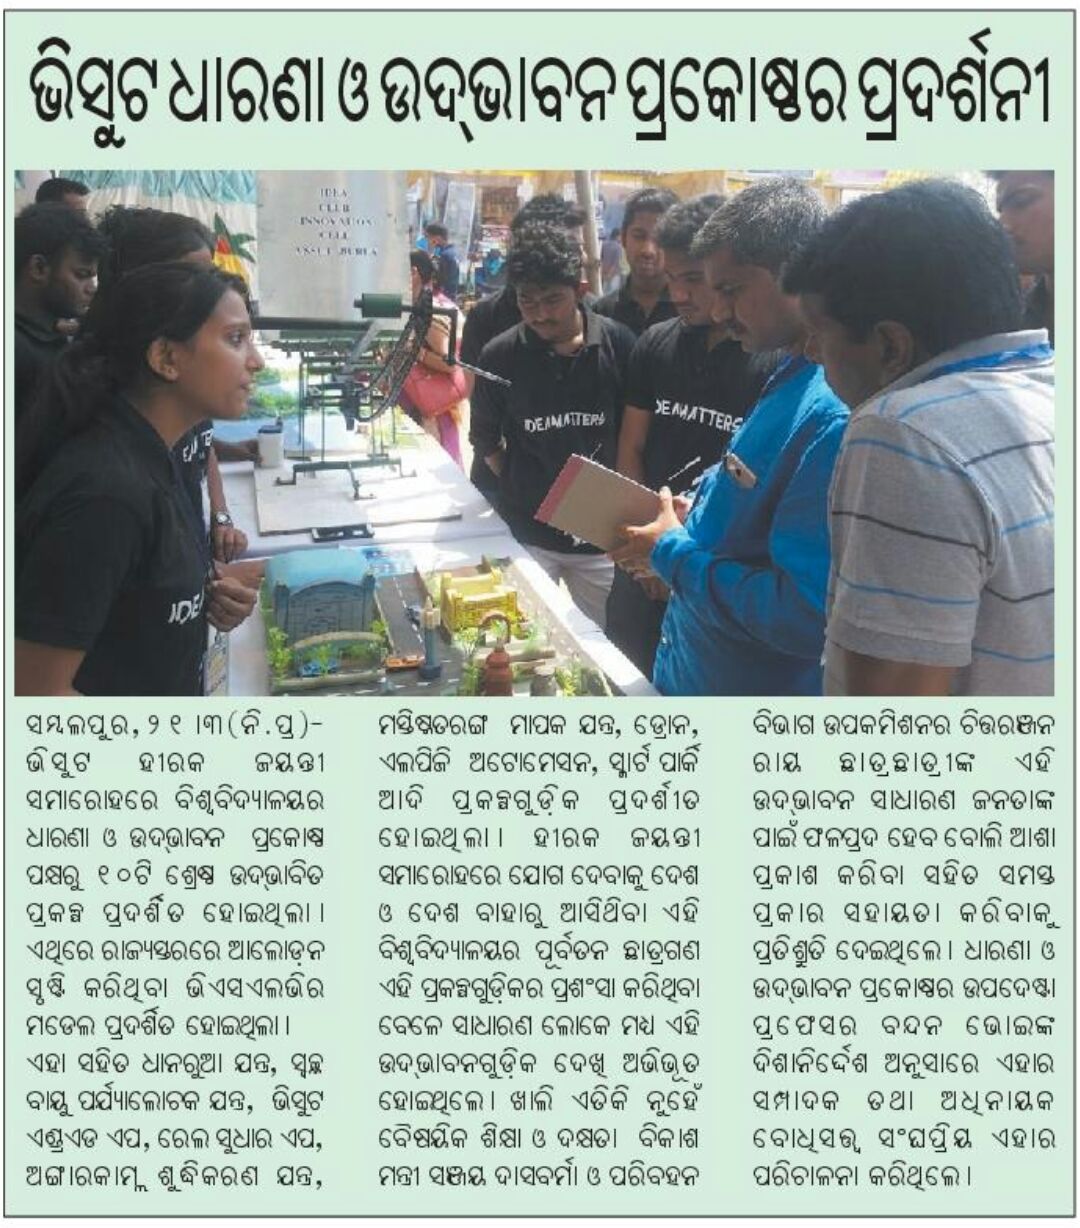 ଭିସୁଟ ଧାରଣା ଓ ଉଦ୍‌ଭାବନ ପ୍ରକୋଷ୍ଠର ପ୍ରଦର୍ଶନୀ
IDEA
CLUB
INNOVATION
CELL
VSSUT BURLA
IDEAMATTERS
DEAMATTERS
IDEA
ସମ୍ବଲପୁର, ୨୧।୩(ନି.ପ୍ର)-
ଭିସୁଟ ହୀରକ ଜୟନ୍ତୀ
ସମାରୋହରେ ବିଶ୍ୱବିଦ୍ୟାଳୟର
ଧାରଣା ଓ ଉଦ୍‌ଭାବନ ପ୍ରକୋଷ୍ଠ
ପକ୍ଷରୁ ୧୦ଟି ଶ୍ରେଷ୍ଠ ଉଦ୍‌ଭାବିତ
ପ୍ରକଳ୍ପ ପ୍ରଦର୍ଶିତ ହୋଇଥିଲା।
ଏଥିରେ ରାଜ୍ୟସ୍ତରରେ ଆଲୋଡ଼ନ
ସୃଷ୍ଟି କରିଥିବା ଭିଏସଏଲଭିର
ମଡେଲ ପ୍ରଦର୍ଶିତ ହୋଇଥିଲା।
ଏହା ସହିତ ଧାନରୁଆ ଯନ୍ତ୍ର, ସ୍ୱଚ୍ଛ
ବାୟୁ ପର୍ଯ୍ୟାଲୋଚକ ଯନ୍ତ୍ର, ଭିସୁଟ
ଏଣ୍ଡ୍ରଏଡ ଏପ, ରେଲ ସୁଧାର ଏପ,
ଅଙ୍ଗାରକାମ୍ଳ ଶୁଦ୍ଧିକରଣ ଯନ୍ତ୍ର,
ମସ୍ତିଷ୍କତରଙ୍ଗ ମାପକ ଯନ୍ତ୍ର, ଡ୍ରୋନ,
ଏଲପିଜି ଅଟୋମେସନ, ସ୍ମାର୍ଟ ପାର୍କିଂ
ଆଦି ପ୍ରକଳ୍ପଗୁଡ଼ିକ ପ୍ରଦର୍ଶୀତ
ହୋଇଥିଲା। ହୀରକ ଜୟନ୍ତୀ
ସମାରୋହରେ ଯୋଗ ଦେବାକୁ ଦେଶ
ଓ ଦେଶ ବାହାରୁ ଆସିଥିବା ଏହି
ବିଶ୍ୱବିଦ୍ୟାଳୟର ପୂର୍ବତନ ଛାତ୍ରଗଣ
ଏହି ପ୍ରକଳ୍ପଗୁଡ଼ିକର ପ୍ରଶଂସା କରିଥିବା
ବେଳେ ସାଧାରଣ ଲୋକେ ମଧ୍ୟ ଏହି
ଉଦ୍‌ଭାବନଗୁଡ଼ିକ ଦେଖି ଅଭିଭୂତ
ହୋଇଥିଲେ। ଖାଲି ଏତିକି ନୁହେଁ
ବୈଷୟିକ ଶିକ୍ଷା ଓ ଦକ୍ଷତା ବିକାଶ
ମନ୍ତ୍ରୀ ସଞ୍ଜୟ ଦାସବର୍ମା ଓ ପରିବହନ
ବିଭାଗ ଉପକମିଶନର ଚିତ୍ତରଞ୍ଜନ
ରାୟ ଛାତ୍ରଛାତ୍ରୀଙ୍କ ଏହି
ଉଦ୍‌ଭାବନ ସାଧାରଣ ଜନତାଙ୍କ
ପାଇଁ ଫଳପ୍ରଦ ହେବ ବୋଲି ଆଶା
ପ୍ରକାଶ କରିବା ସହିତ ସମସ୍ତ
ପ୍ରକାର ସହାୟତା କରିବାକୁ
ପ୍ରତିଶ୍ରୁତି ଦେଇଥିଲେ। ଧାରଣା ଓ
ଉଦ୍‌ଭାବନ ପ୍ରକୋଷ୍ଠର ଉପଦେଷ୍ଟା
ପ୍ରଫେସର ବନ୍ଦନ ଭୋଇଙ୍କ
ଦିଶାନିର୍ଦ୍ଦେଶ ଅନୁସାରେ ଏହାର
ସମ୍ପାଦକ ତଥା ଅଧିନାୟକ
ବୋଧିସତ୍ତ୍ୱ ସଂଘପ୍ରିୟ ଏହାର
ପରିଚାଳନା କରିଥିଲେ।